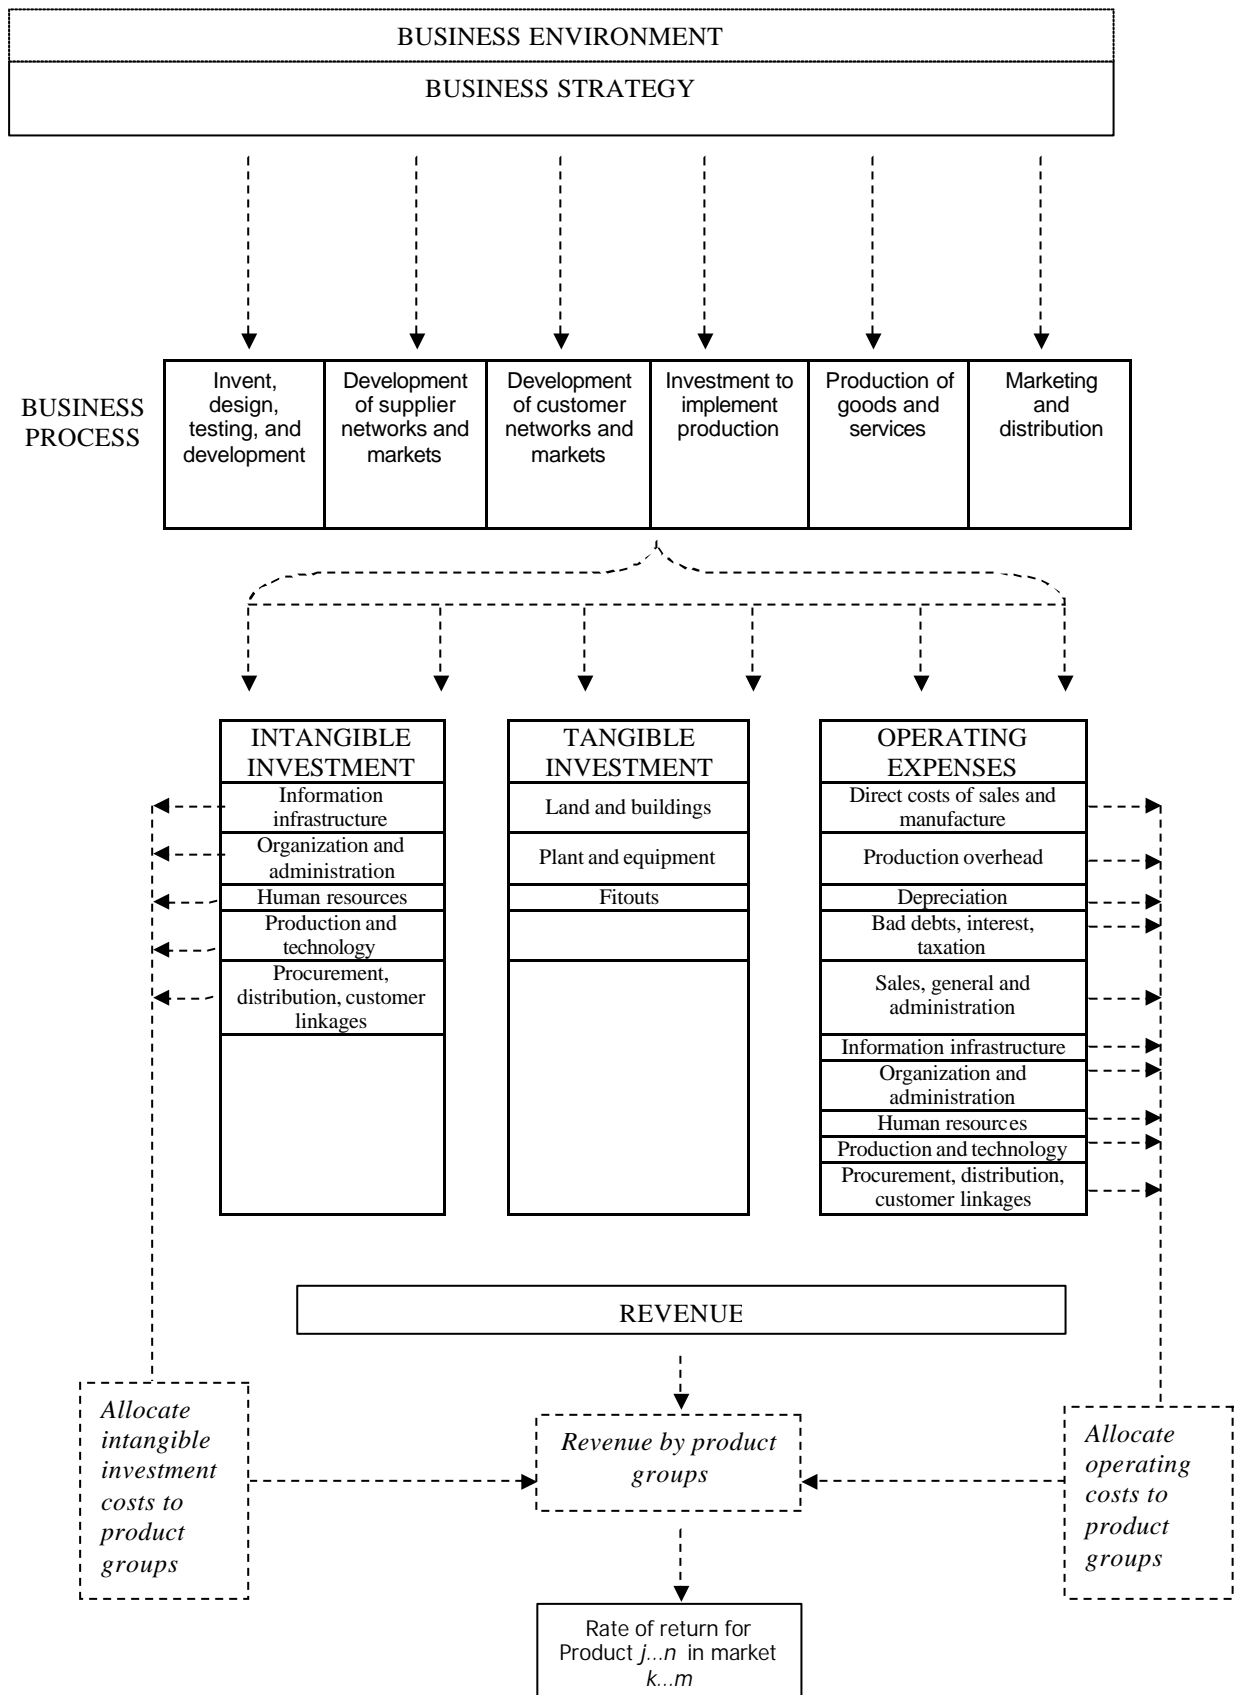 BUSINESS ENVIRONMENT
BUSINESS STRATEGY
BUSINESS
PROCESS
Invent,
design,
testing, and
development
Development
of supplier
networks and
markets
Development
of customer
networks and
markets
Investment to
implement
production
Production of
goods and
services
Marketing
and
distribution
INTANGIBLE
INVESTMENT
Information
infrastructure
Organization and
administration
Human resources
Production and
technology
Procurement,
distribution, customer
linkages
TANGIBLE
INVESTMENT
Land and buildings
Plant and equipment
Fitouts
OPERATING
EXPENSES
Direct costs of sales and
manufacture
Production overhead
Depreciation
Bad debts, interest,
taxation
Sales, general and
administration
Information infrastructure
Organization and
administration
Human resources
Production and technology
Procurement, distribution,
customer linkages
REVENUE
Allocate
intangible
investment
costs to
product
groups
Revenue by product
groups
Allocate
operating
costs to
product
groups
Rate of return for
Product j...n in market
k...m